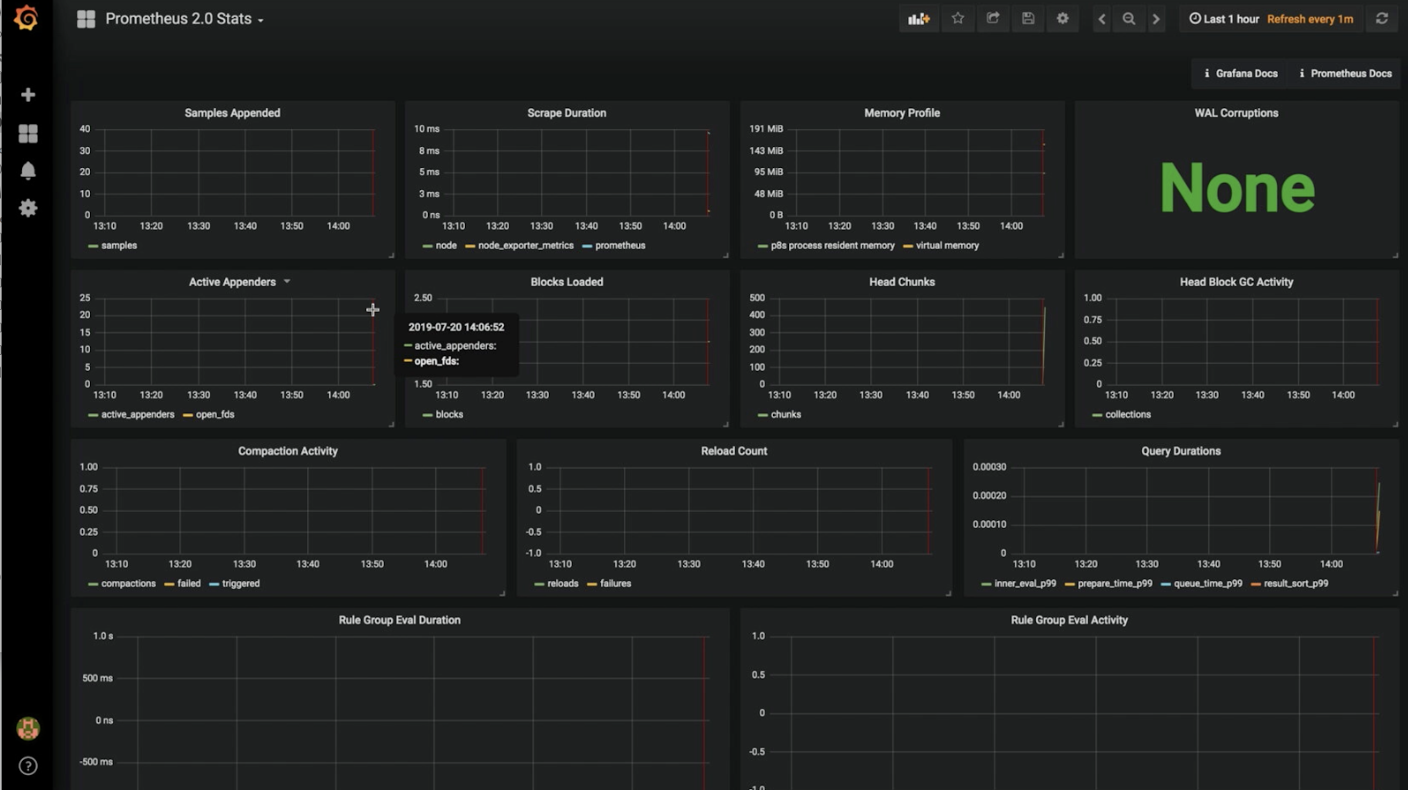 Prometheus 2.0 Stats
Last 1 hour Refresh every 1m
Grafana Docs Prometheus Docs
Samples Appended
40
30
20
10
0
13:10 13:20 13:30 13:40 13:50 14:00
samples
Scrape Duration
10 ms
8 ms
5 ms
3 ms
0 ns
13:10 13:20 13:30 13:40 13:50 14:00
node node_exporter_metrics prometheus
Memory Profile
191 MiB
143 MiB
95 MiB
48 MiB
0 B
13:10 13:20 13:30 13:40 13:50 14:00
p8s process resident memory virtual memory
WAL Corruptions
None
Active Appenders
25
20
15
10
5
0
13:10 13:20 13:30 13:40 13:50 14:00
active_appenders open_fds
2019-07-20 14:06:52
active_appenders:
open_fds:
Blocks Loaded
2.50
1.50
13:10 13:20 13:30 13:40 13:50 14:00
blocks
Head Chunks
500
400
300
200
100
0
13:10 13:20 13:30 13:40 13:50 14:00
chunks
Head Block GC Activity
1.00
0.75
0.50
0.25
0
13:10 13:20 13:30 13:40 13:50 14:00
collections
Compaction Activity
1.00
0.75
0.50
0.25
0
13:10 13:20 13:30 13:40 13:50 14:00
compactions failed triggered
Reload Count
1.0
0.5
0
-0.5
-1.0
13:10 13:20 13:30 13:40 13:50 14:00
reloads failures
Query Durations
0.00030
0.00020
0.00010
0
13:10 13:20 13:30 13:40 13:50 14:00
inner_eval_p99 prepare_time_p99 queue_time_p99 result_sort_p99
Rule Group Eval Duration
1.0 s
500 ms
0 ns
-500 ms
Rule Group Eval Activity
1.0
0.5
0
-0.5
-1.0